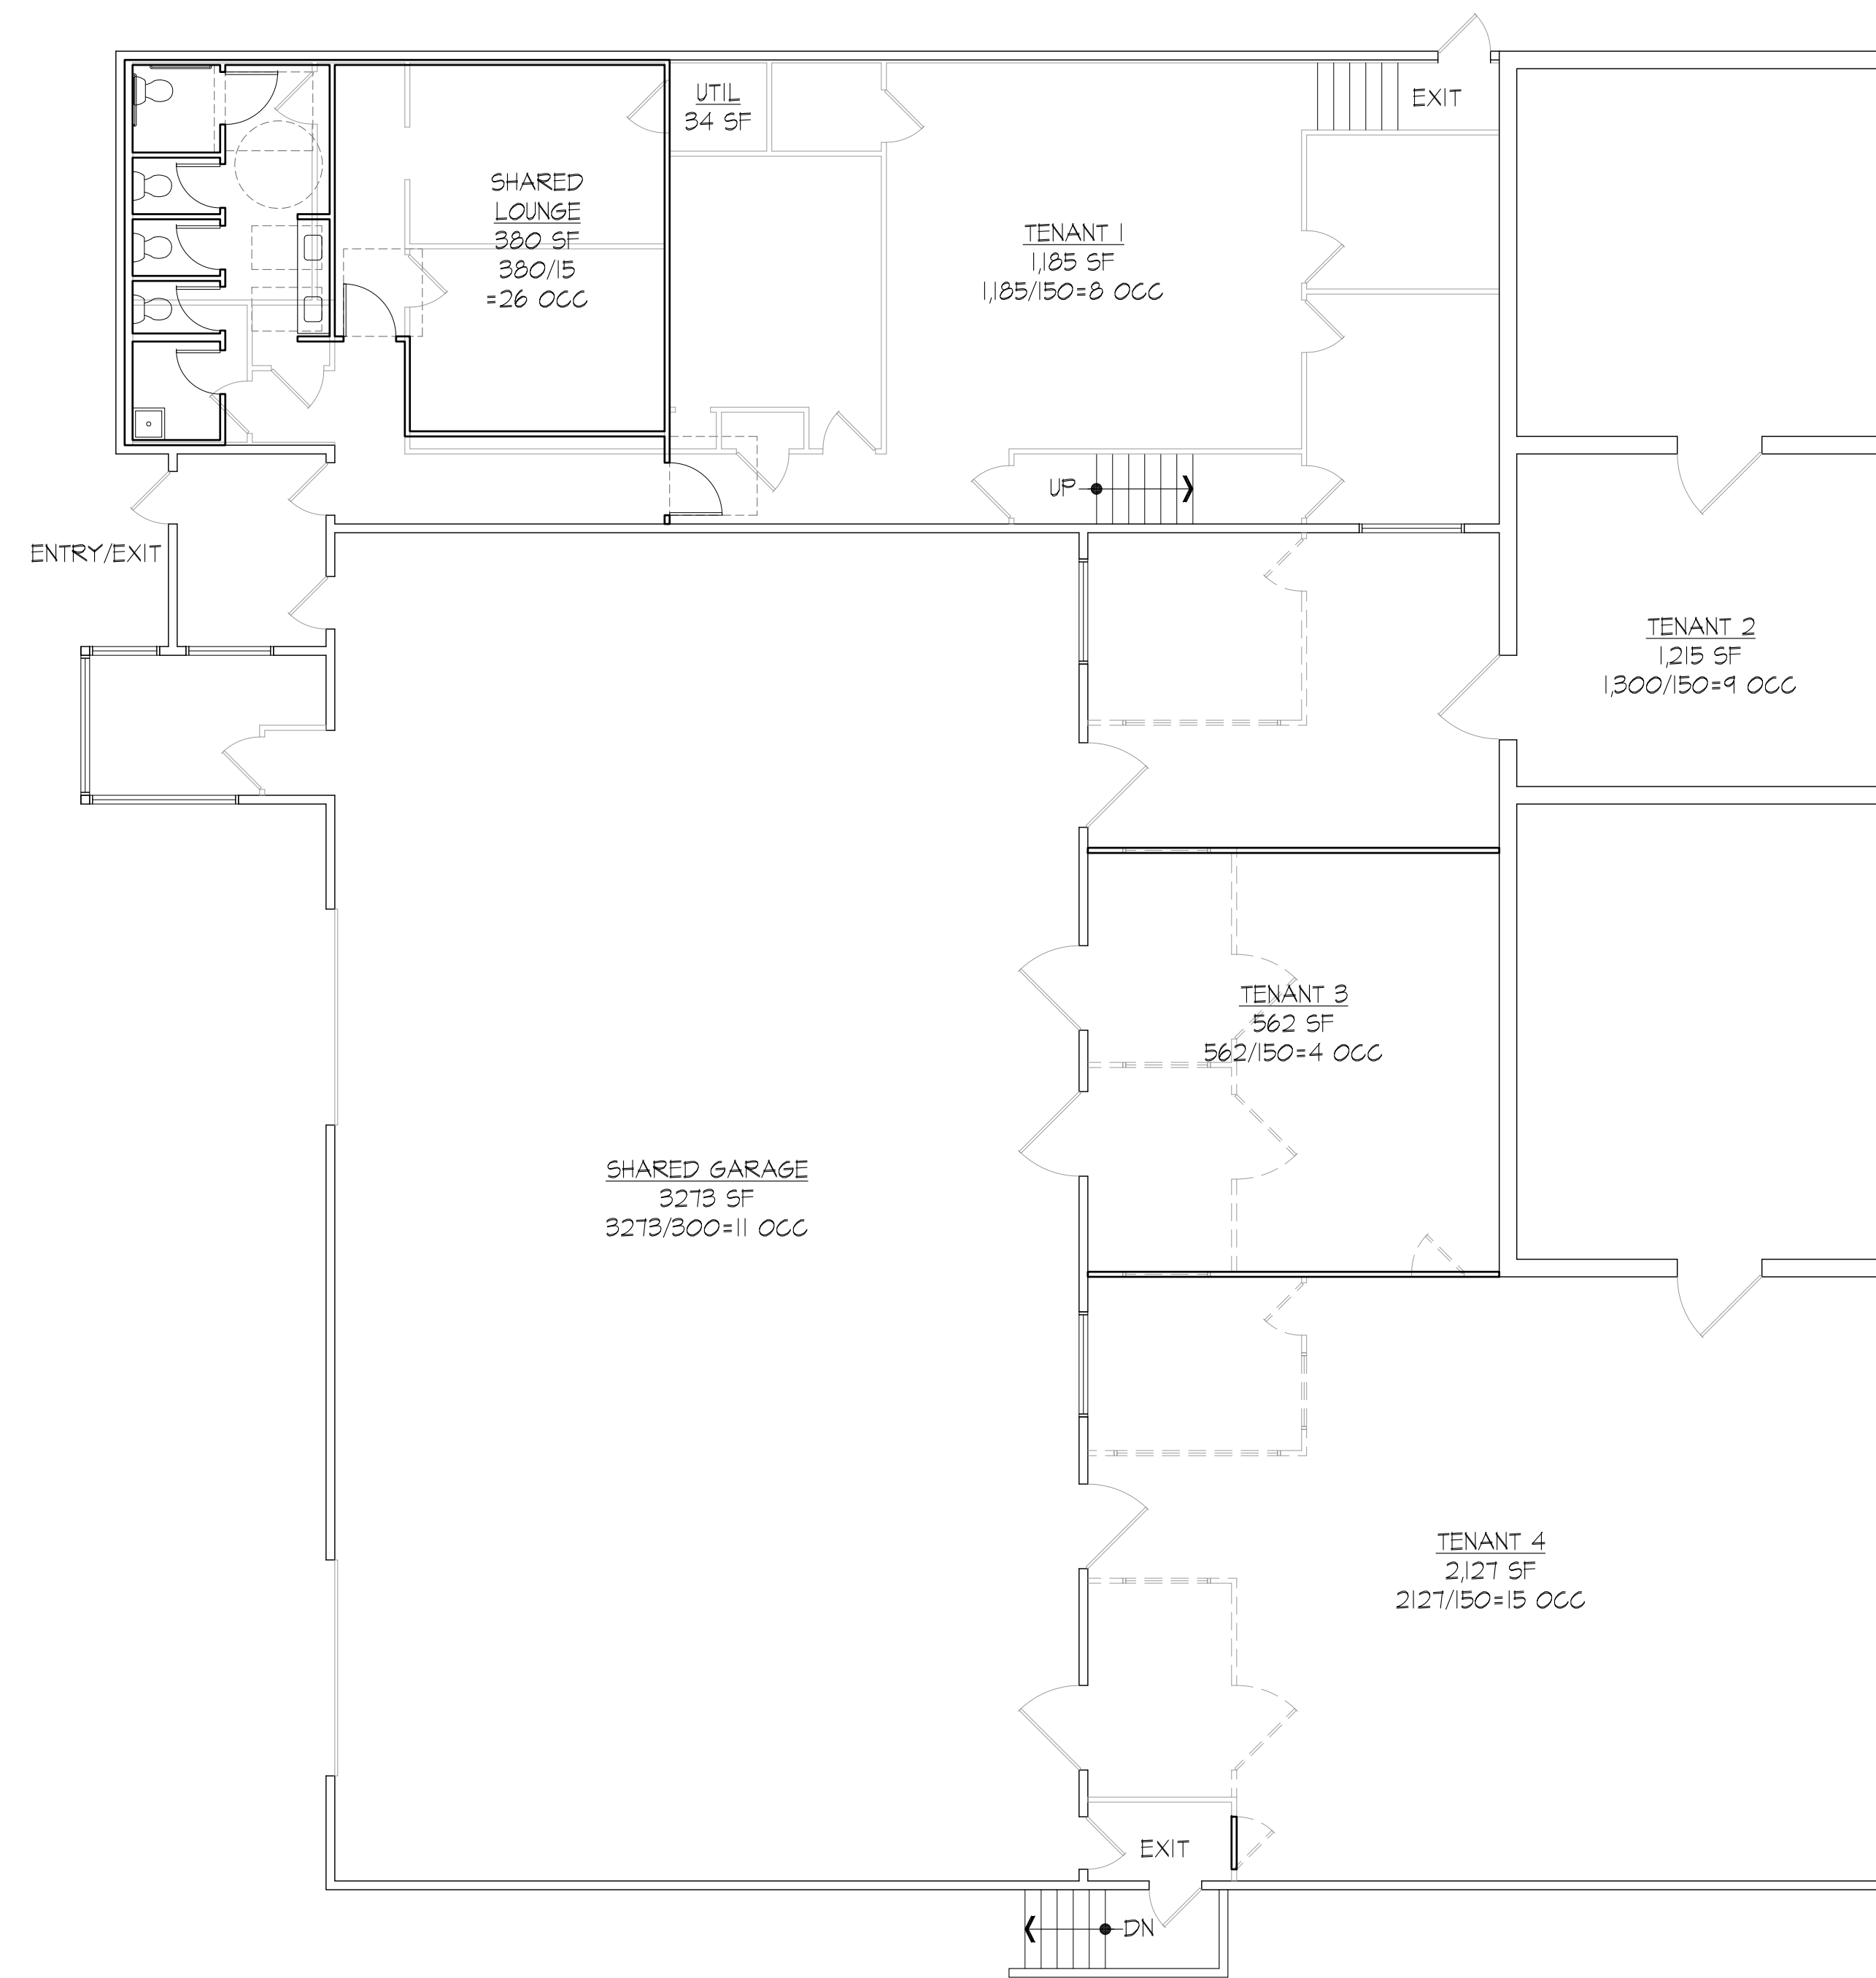 UTIL
34 SF
EXIT
SHARED
LOUNGE
380 SF
380/15
=26 OCC
TENANT 1
1,185 SF
1,185/150=8 OCC
UP
ENTRY/EXIT
TENANT 2
1,215 SF
1,300/150=9 OCC
TENANT 3
562 SF
562/150=4 OCC
SHARED GARAGE
3273 SF
3273/300=11 OCC
TENANT 4
2,127 SF
2127/150=15 OCC
EXIT
DN